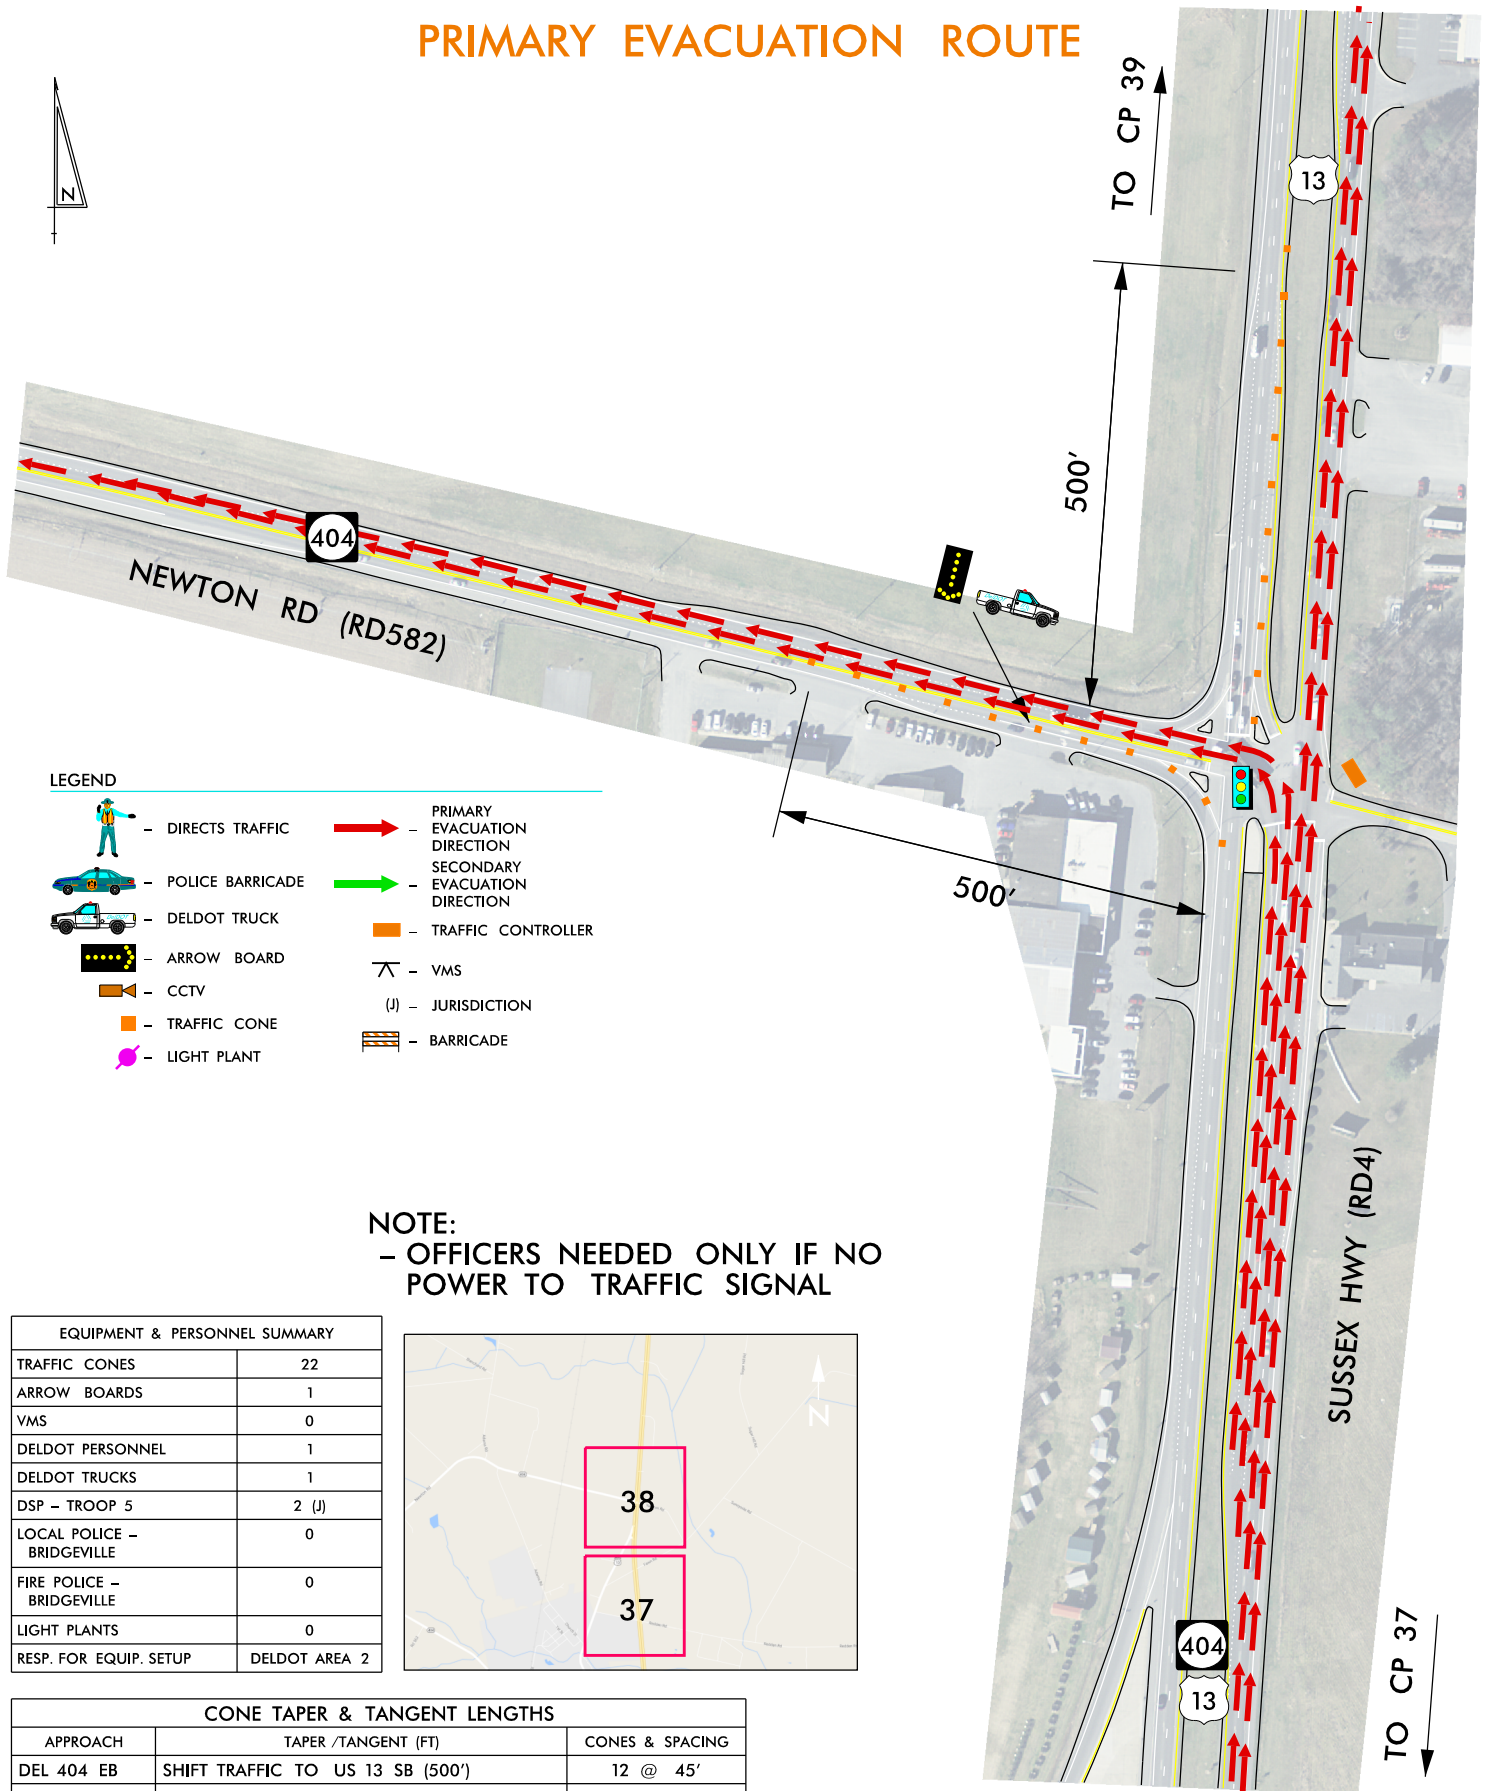 PRIMARY EVACUATION ROUTE
N
TO CP 39
13
500'
404
NEWTON RD (RD582)
500'
LEGEND
DIRECTS TRAFFIC
POLICE BARRICADE
DELDOT TRUCK
ARROW BOARD
CCTV
TRAFFIC CONE
LIGHT PLANT
PRIMARY
EVACUATION
DIRECTION
SECONDARY
EVACUATION
DIRECTION
TRAFFIC CONTROLLER
VMS
(J) – JURISDICTION
BARRICADE
SUSSEX HWY (RD4)
NOTE:
– OFFICERS NEEDED ONLY IF NO
POWER TO TRAFFIC SIGNAL
EQUIPMENT & PERSONNEL SUMMARY
TRAFFIC CONES 22
ARROW BOARDS 1
VMS 0
DELDOT PERSONNEL 1
DELDOT TRUCKS 1
DSP – TROOP 5 2 (J)
LOCAL POLICE – 0
BRIDGEVILLE
FIRE POLICE – 0
BRIDGEVILLE
LIGHT PLANTS 0
RESP. FOR EQUIP. SETUP DELDOT AREA 2
N
38
37
404
13
TO CP 37
CONE TAPER & TANGENT LENGTHS
APPROACH TAPER /TANGENT (FT) CONES & SPACING
DEL 404 EB SHIFT TRAFFIC TO US 13 SB (500') 12 @ 45'